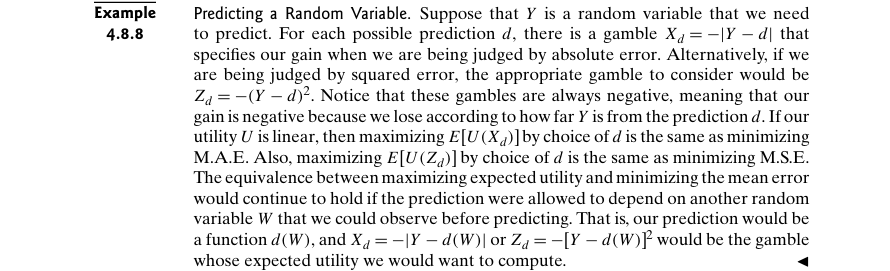 Example Predicting a Random Variable. Suppose that Y is a random variable that we need
4.8.8 to predict. For each possible prediction d, there is a gamble X_d = −|Y − d| that
specifies our gain when we are being judged by absolute error. Alternatively, if we
are being judged by squared error, the appropriate gamble to consider would be
Z_d = −(Y − d)². Notice that these gambles are always negative, meaning that our
gain is negative because we lose according to how far Y is from the prediction d. If our
utility U is linear, then maximizing E[U(X_d)] by choice of d is the same as minimizing
M.A.E. Also, maximizing E[U(Z_d)] by choice of d is the same as minimizing M.S.E.
The equivalence between maximizing expected utility and minimizing the mean error
would continue to hold if the prediction were allowed to depend on another random
variable W that we could observe before predicting. That is, our prediction would be
a function d(W), and X_d = −|Y − d(W)| or Z_d = −[Y − d(W)]² would be the gamble
whose expected utility we would want to compute. ◄